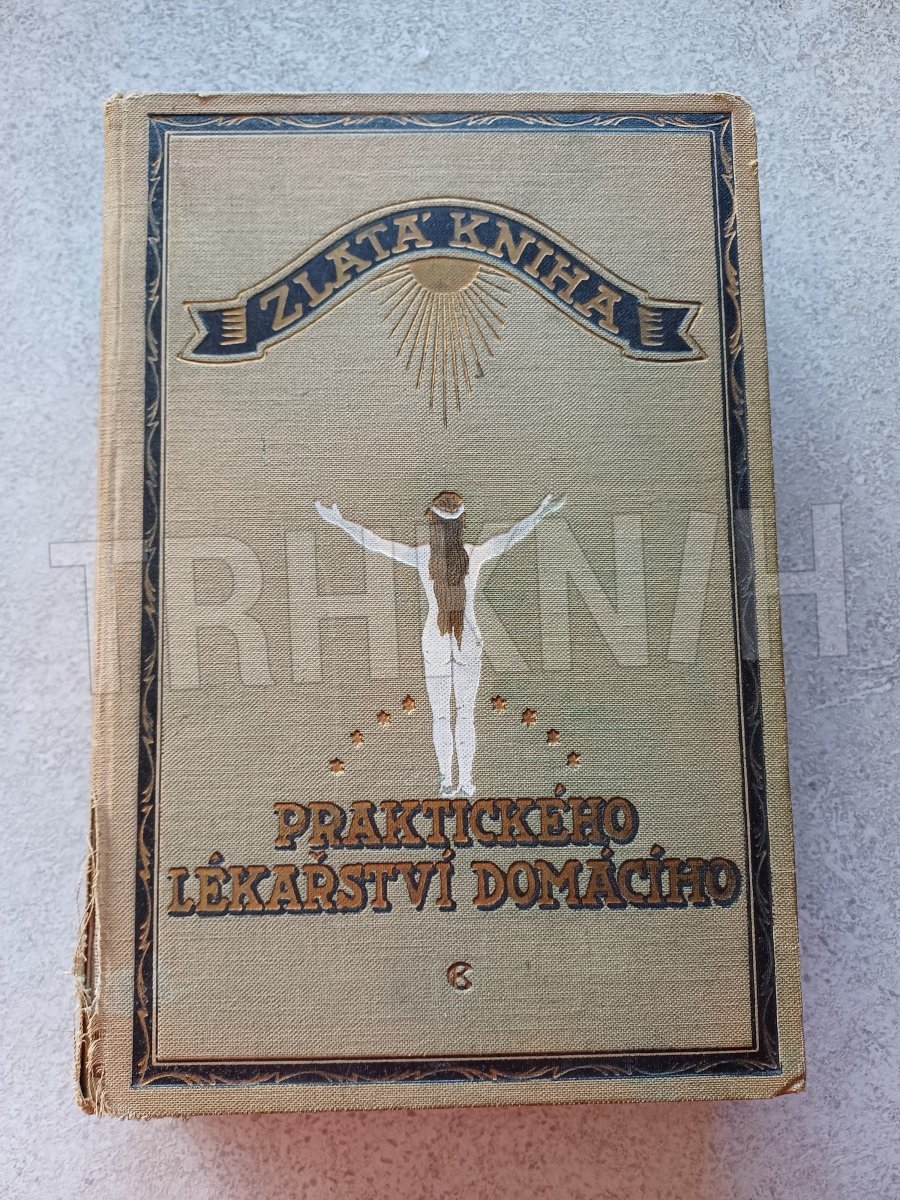 ZLATÁ KNIHA
TRHKNIH
PRAKTICKÉHO
LÉKAŘSTVÍ DOMÁCÍHO